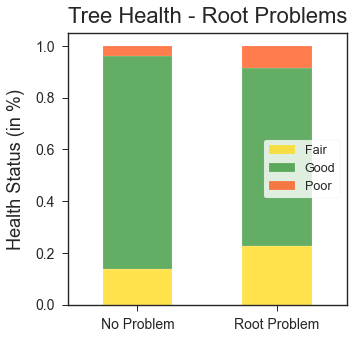 Tree Health - Root Problems
Health Status (in %)
1.0
0.8
0.6
0.4
0.2
0.0
Fair
Good
Poor
No Problem
Root Problem